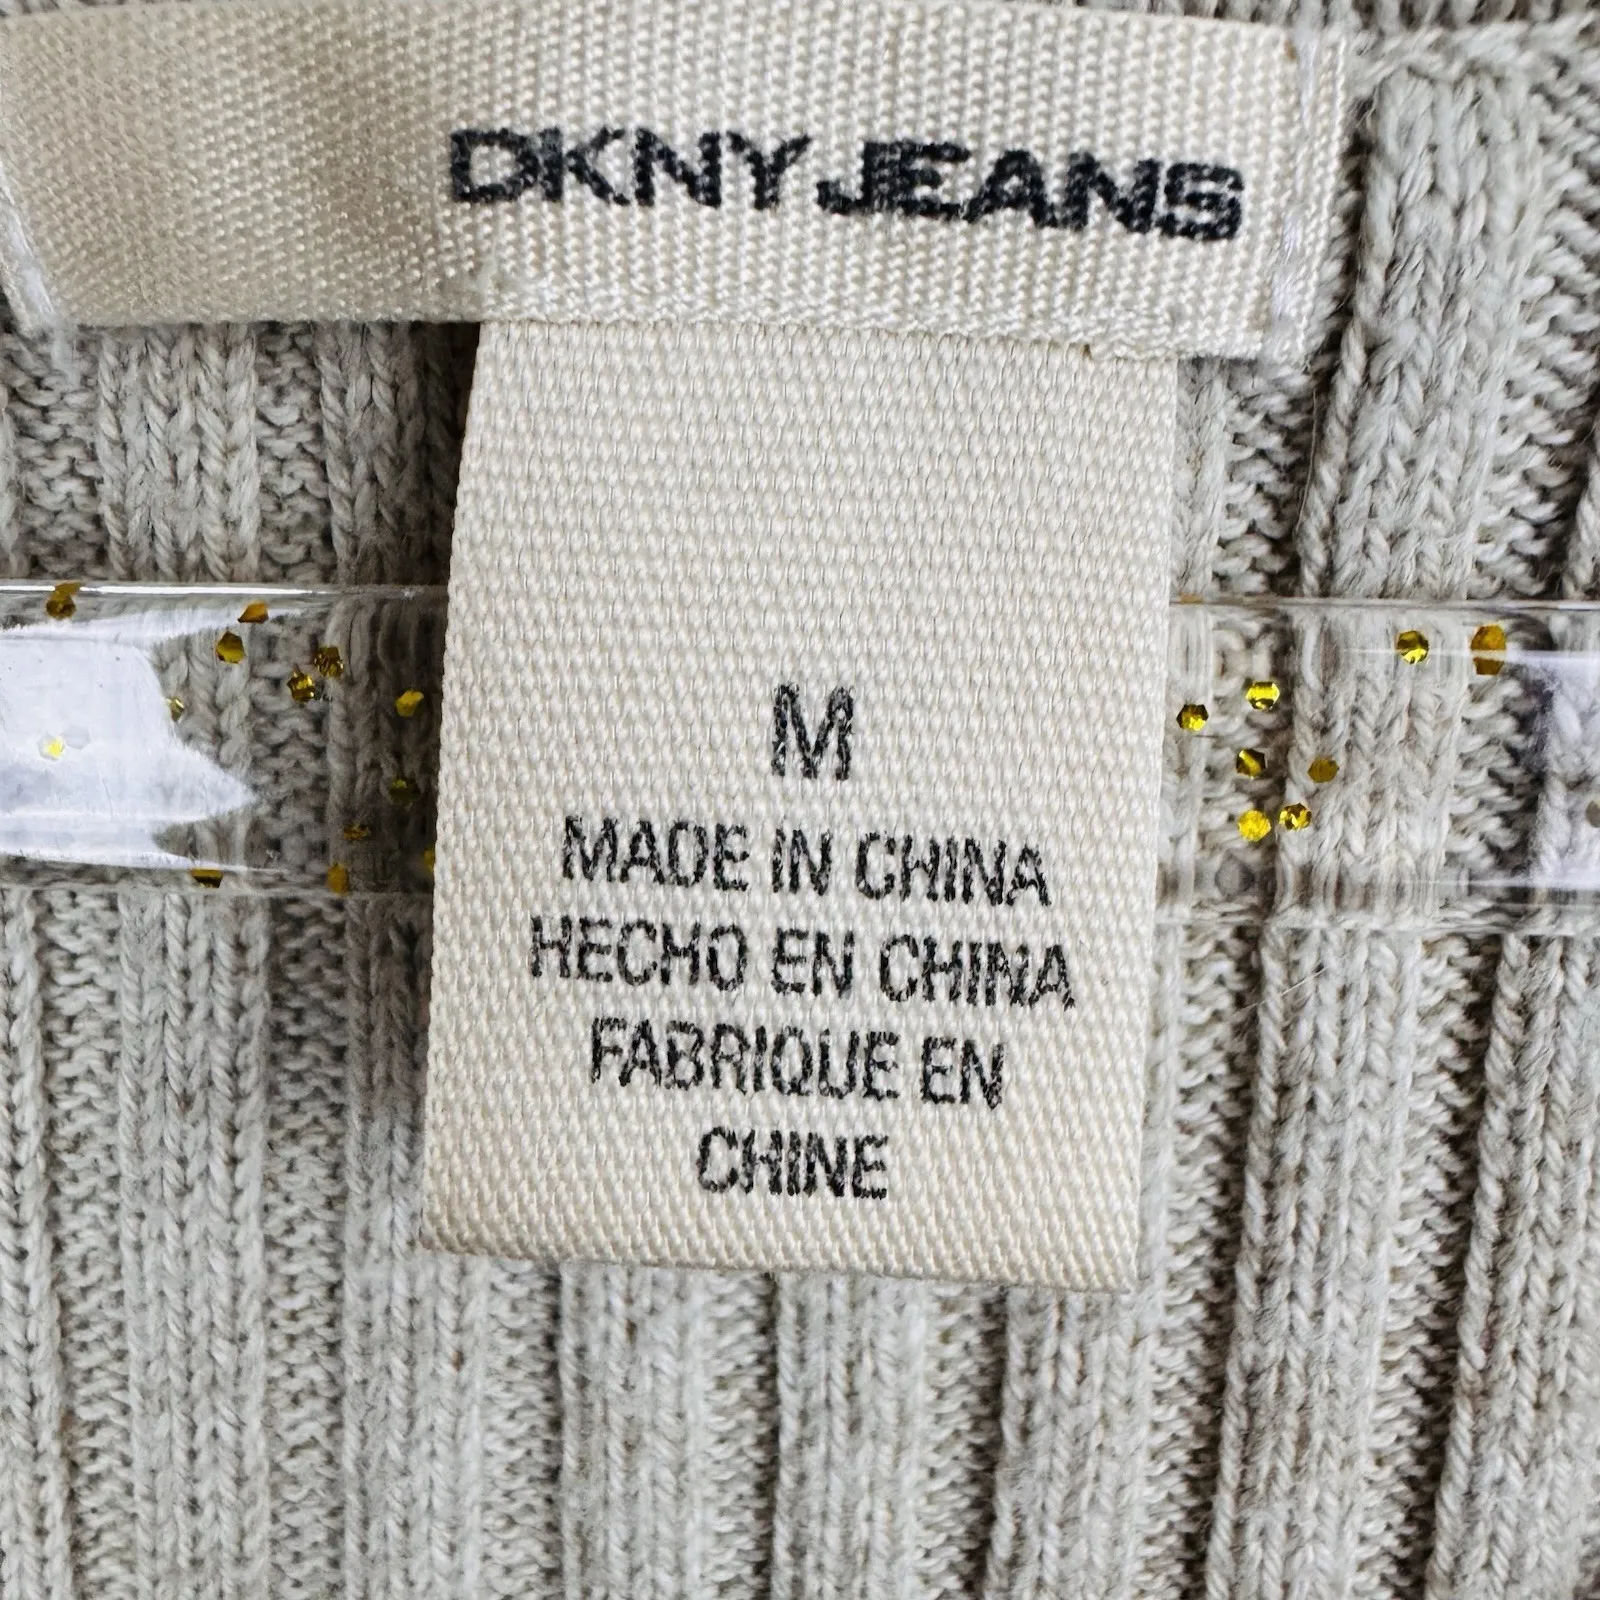 DKNY JEANS
M
MADE IN CHINA
HECHO EN CHINA
FABRIQUE EN
CHINE